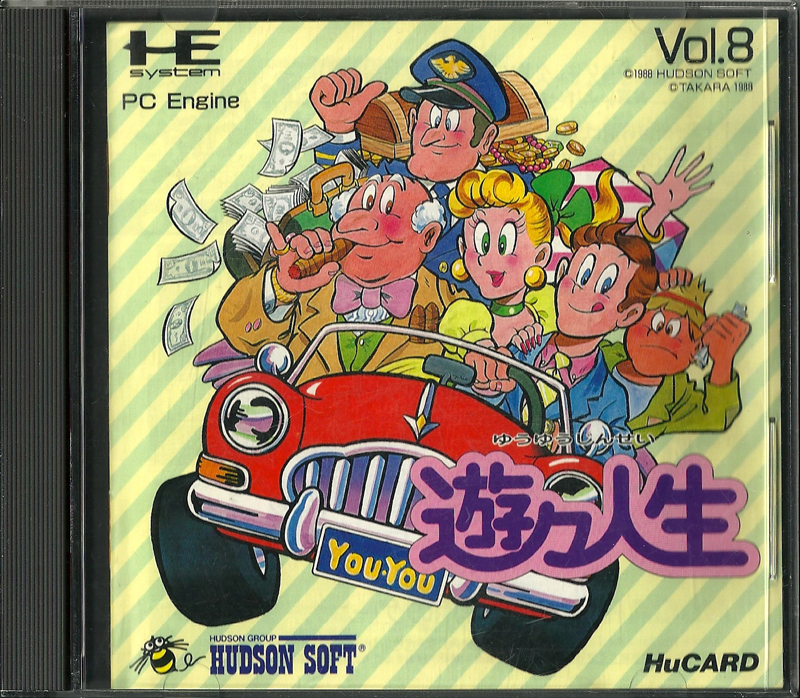 HE
system
PC Engine
Vol.8
©1988 HUDSON SOFT
©TAKARA 1988
ゆうゆうじんせい
遊々人生
YOU・YOU
HUDSON GROUP
HUDSON SOFT®
HuCARD